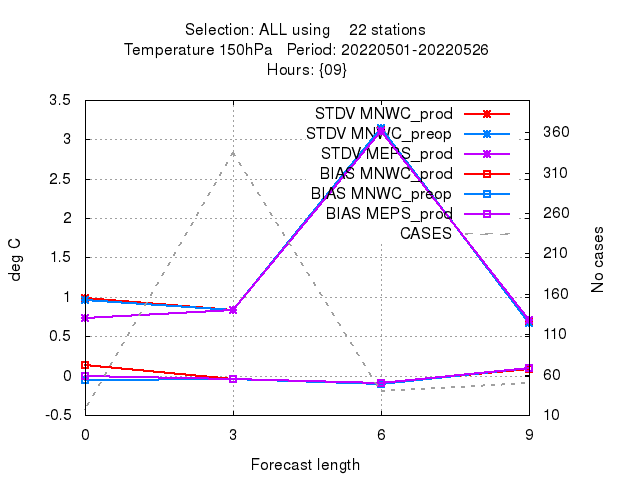 Selection: ALL using 22 stations
Temperature 150hPa Period: 20220501-20220526
Hours: {09}
3.5
3
2.5
2
1.5
1
0.5
0
-0.5
deg C
STDV MNWC_prod
STDV MNWC_preop
STDV MEPS_prod
BIAS MNWC_prod
BIAS MNWC_preop
BIAS MEPS_prod
CASES
360
310
260
210
160
110
60
10
No cases
0 3 6 9
Forecast length